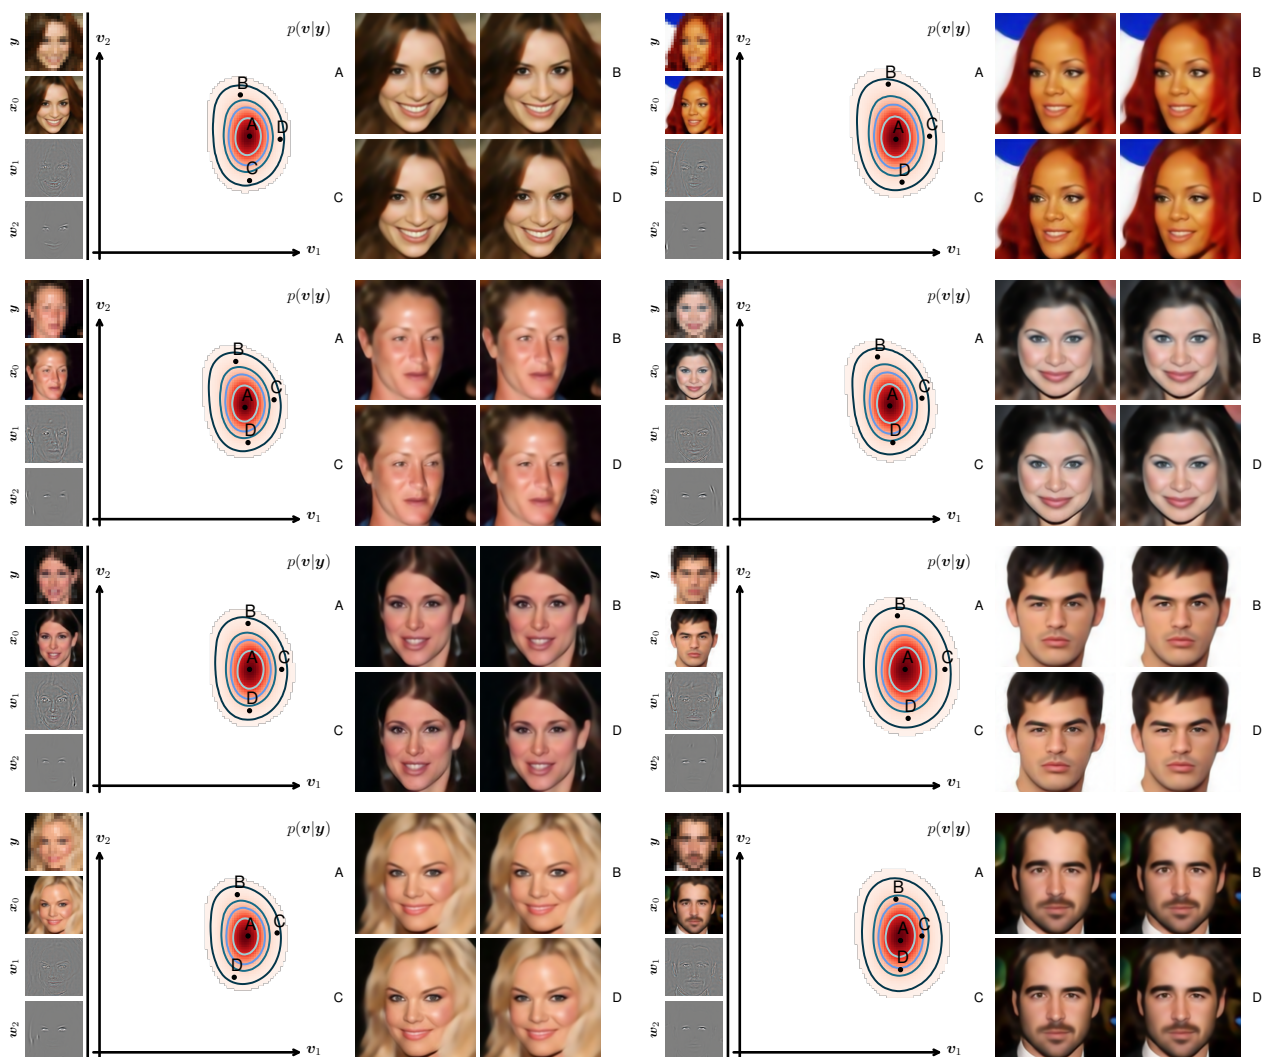 y x₀ w₁ w₂
v₂ v₁ p(v|y)
B A D C
A B C D
y x₀ w₁ w₂
v₂ v₁ p(v|y)
B A C D
A B C D
y x₀ w₁ w₂
v₂ v₁ p(v|y)
B A C D
A B C D
y x₀ w₁ w₂
v₂ v₁ p(v|y)
B A C D
A B C D
y x₀ w₁ w₂
v₂ v₁ p(v|y)
B A C D
A B C D
y x₀ w₁ w₂
v₂ v₁ p(v|y)
B A C D
A B C D
y x₀ w₁ w₂
v₂ v₁ p(v|y)
B A C D
A B C D
y x₀ w₁ w₂
v₂ v₁ p(v|y)
B A C D
A B C D